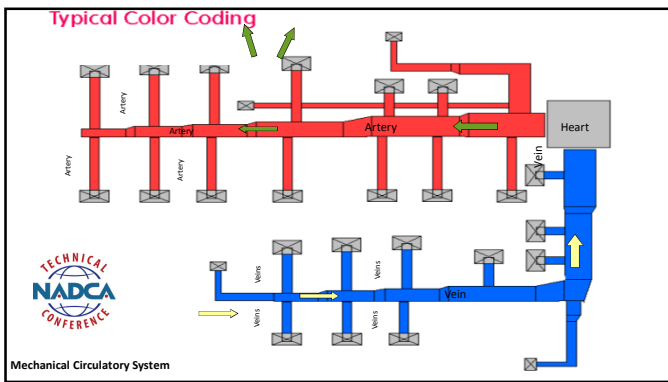 Typical Color Coding
Artery
Artery
Artery
Heart
Vein
Artery
Artery
TECHNICAL
NADCA
CONFERENCE
Veins
Veins
Vein
Veins
Veins
Mechanical Circulatory System